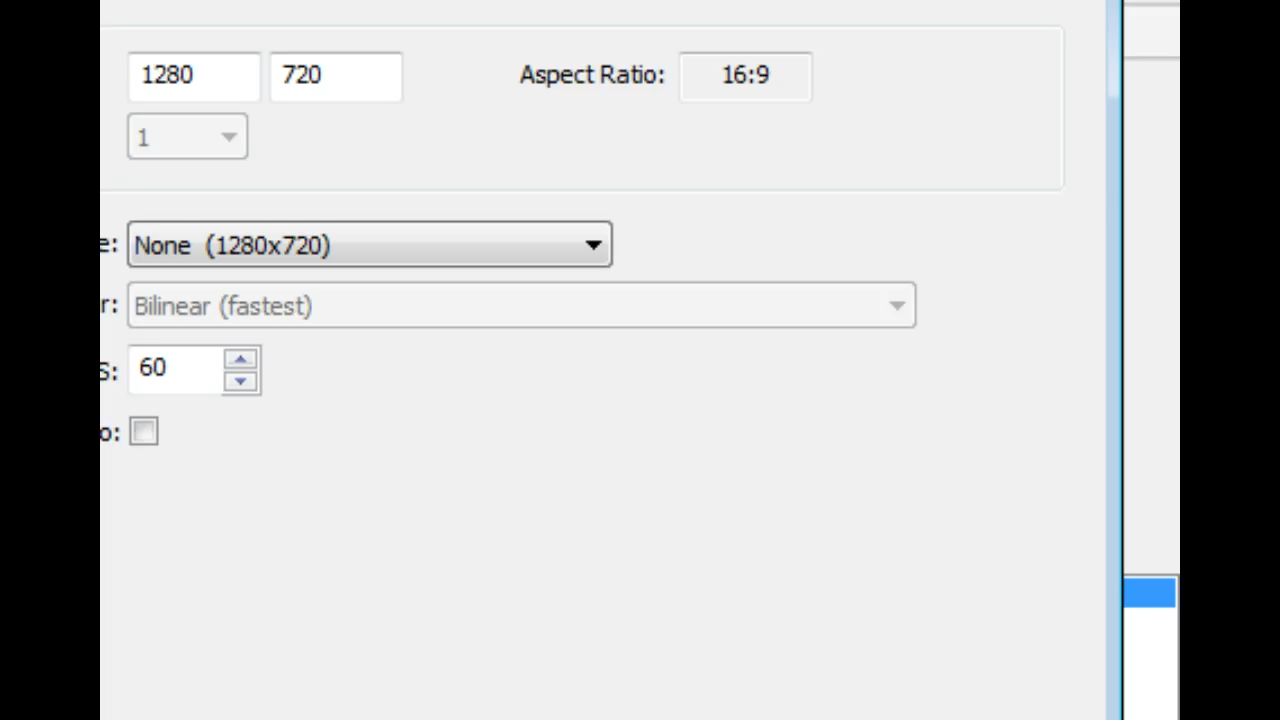 1280 720 Aspect Ratio: 16:9
1
e: None (1280x720)
r: Bilinear (fastest)
S: 60
o: